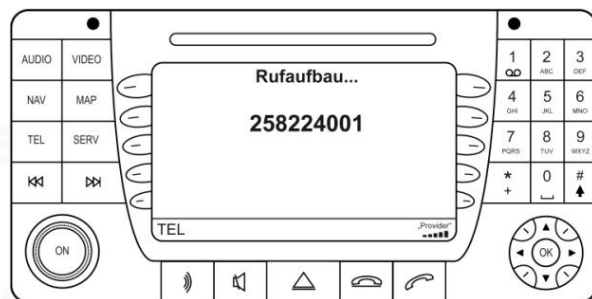 AUDIO VIDEO
NAV MAP
TEL SERV
ON
Rufaufbau...
258224001
TEL „Provider“
1 2 ABC 3 DEF
4 GHI 5 JKL 6 MNO
7 PQRS 8 TUV 9 WXYZ
* + 0 #
OK